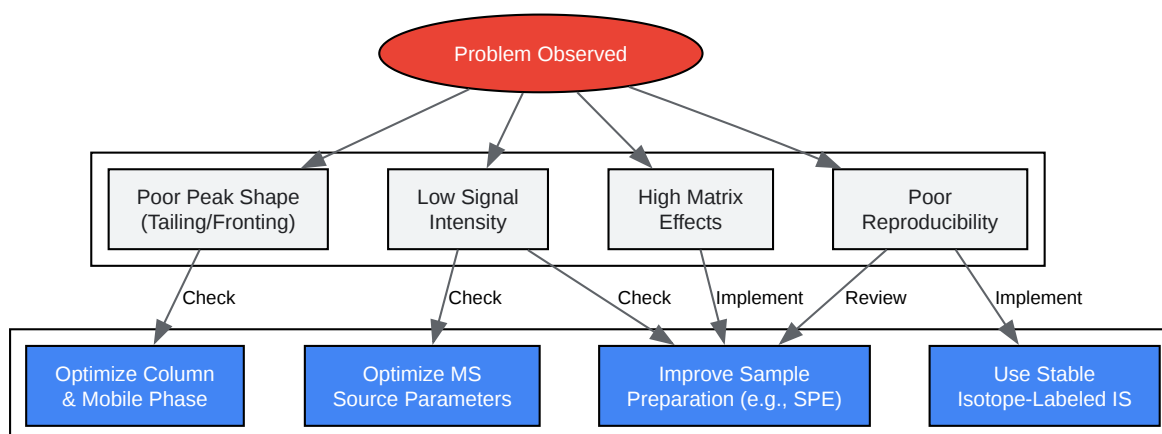 Problem Observed
Poor Peak Shape
(Tailing/Fronting)
Low Signal
Intensity
High Matrix
Effects
Poor
Reproducibility
Check
Check
Check
Implement
Review
Implement
Optimize Column
& Mobile Phase
Optimize MS
Source Parameters
Improve Sample
Preparation (e.g., SPE)
Use Stable
Isotope-Labeled IS